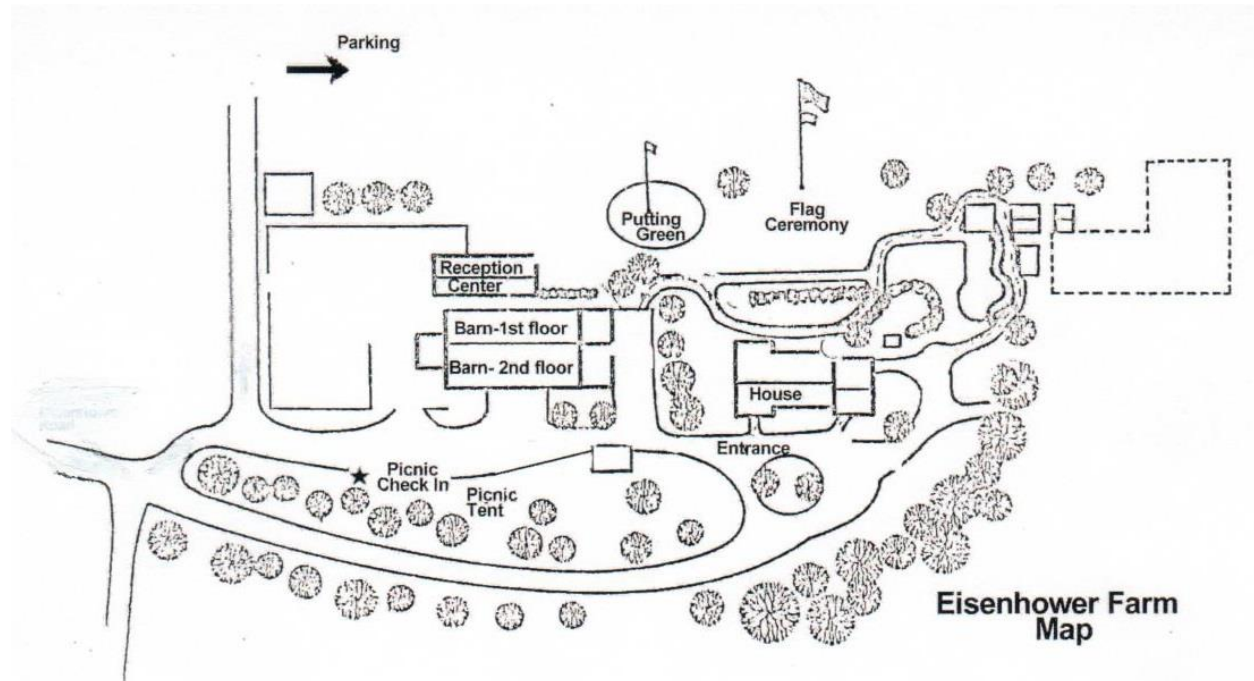 Parking
Putting
Green
Flag
Ceremony
Reception
Center
Barn-1st floor
Barn- 2nd floor
House
Entrance
Picnic
Check In
Picnic
Tent
Eisenhower Farm
Map